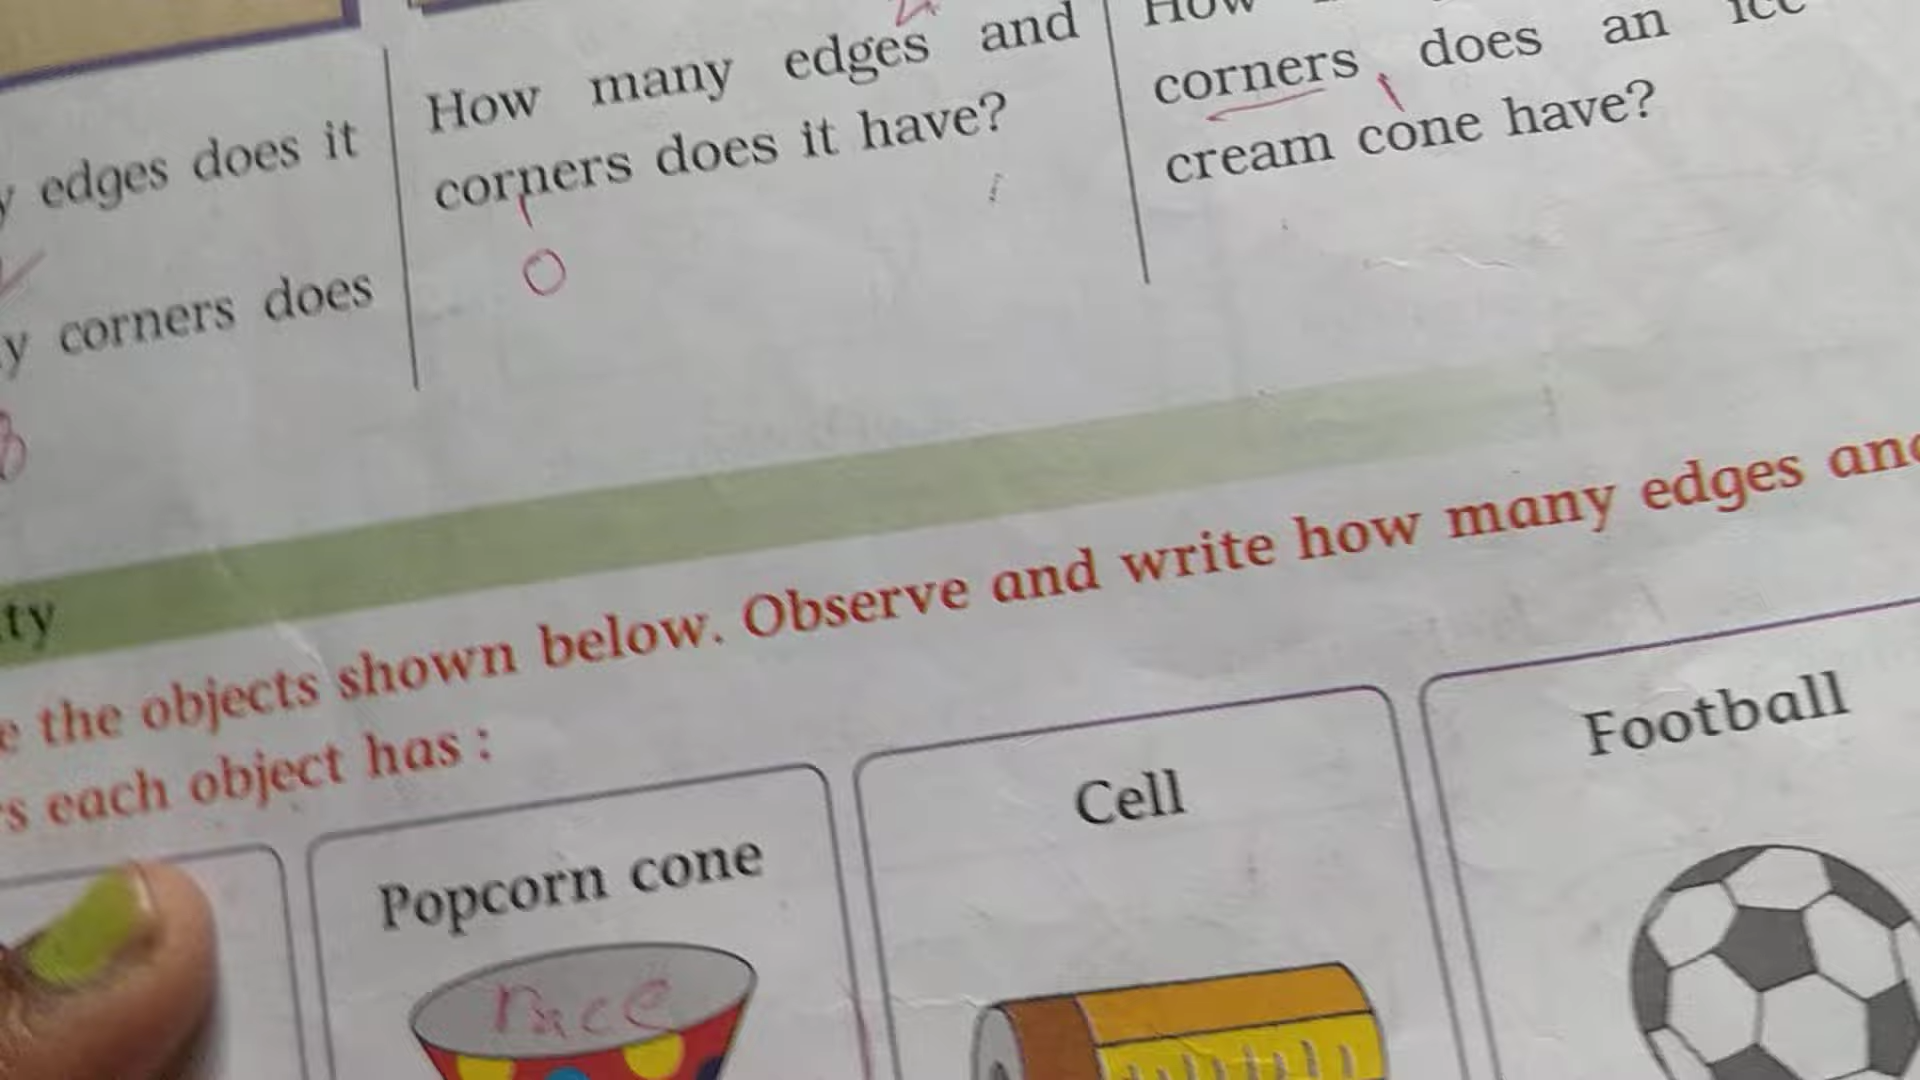 edges does it
corners does
How many edges and
corners does it have?
0
How
corners does an ice
cream cone have?
ty
the objects shown below. Observe and write how many edges and
s each object has :
Popcorn cone
Cell
Football